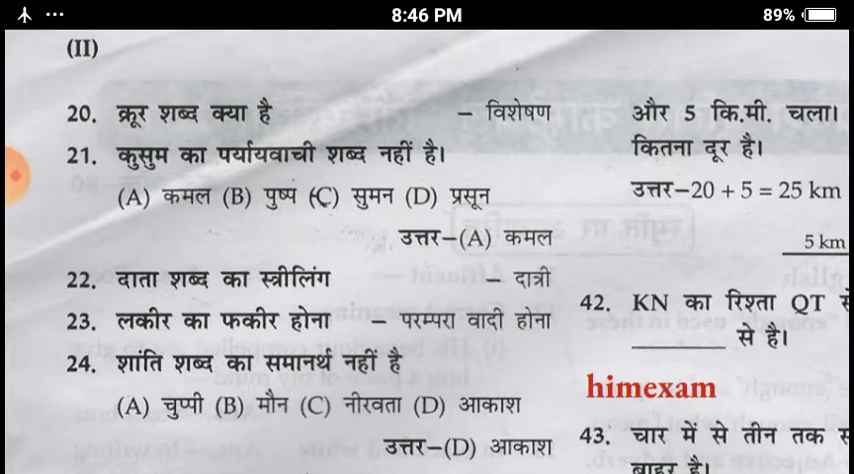 8:46 PM
89%
(II)
20. क्रूर शब्द क्या है – विशेषण
21. कुसुम का पर्यायवाची शब्द नहीं है।
(A) कमल (B) पुष्प (C) सुमन (D) प्रसून
उत्तर–(A) कमल
22. दाता शब्द का स्त्रीलिंग – दात्री
23. लकीर का फकीर होना – परम्परा वादी होना
24. शांति शब्द का समानर्थ नहीं है
(A) चुप्पी (B) मौन (C) नीरवता (D) आकाश
उत्तर–(D) आकाश
और 5 कि.मी. चला।
कितना दूर है।
उत्तर–20 + 5 = 25 km
5 km
42. KN का रिश्ता QT
_________ से है।
himexam
43. चार में से तीन तक
बाहर है।